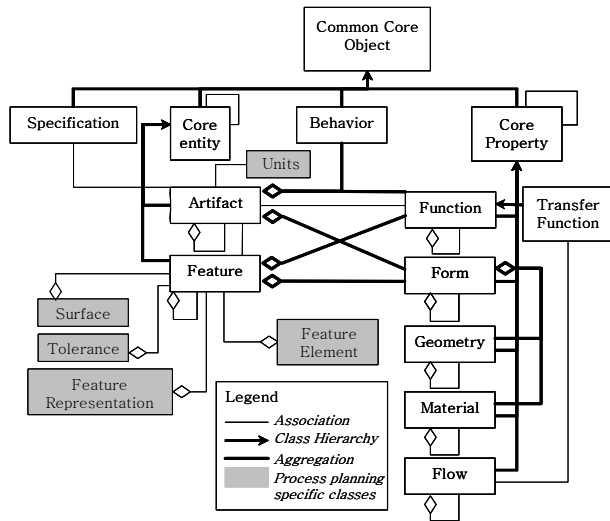 Common Core
Object
Specification
Core
entity
Behavior
Core
Property
Units
Artifact
Function
Transfer
Function
Feature
Form
Surface
Tolerance
Feature
Element
Geometry
Feature
Representation
Legend
Association
Class Hierarchy
Aggregation
Process planning
specific classes
Material
Flow